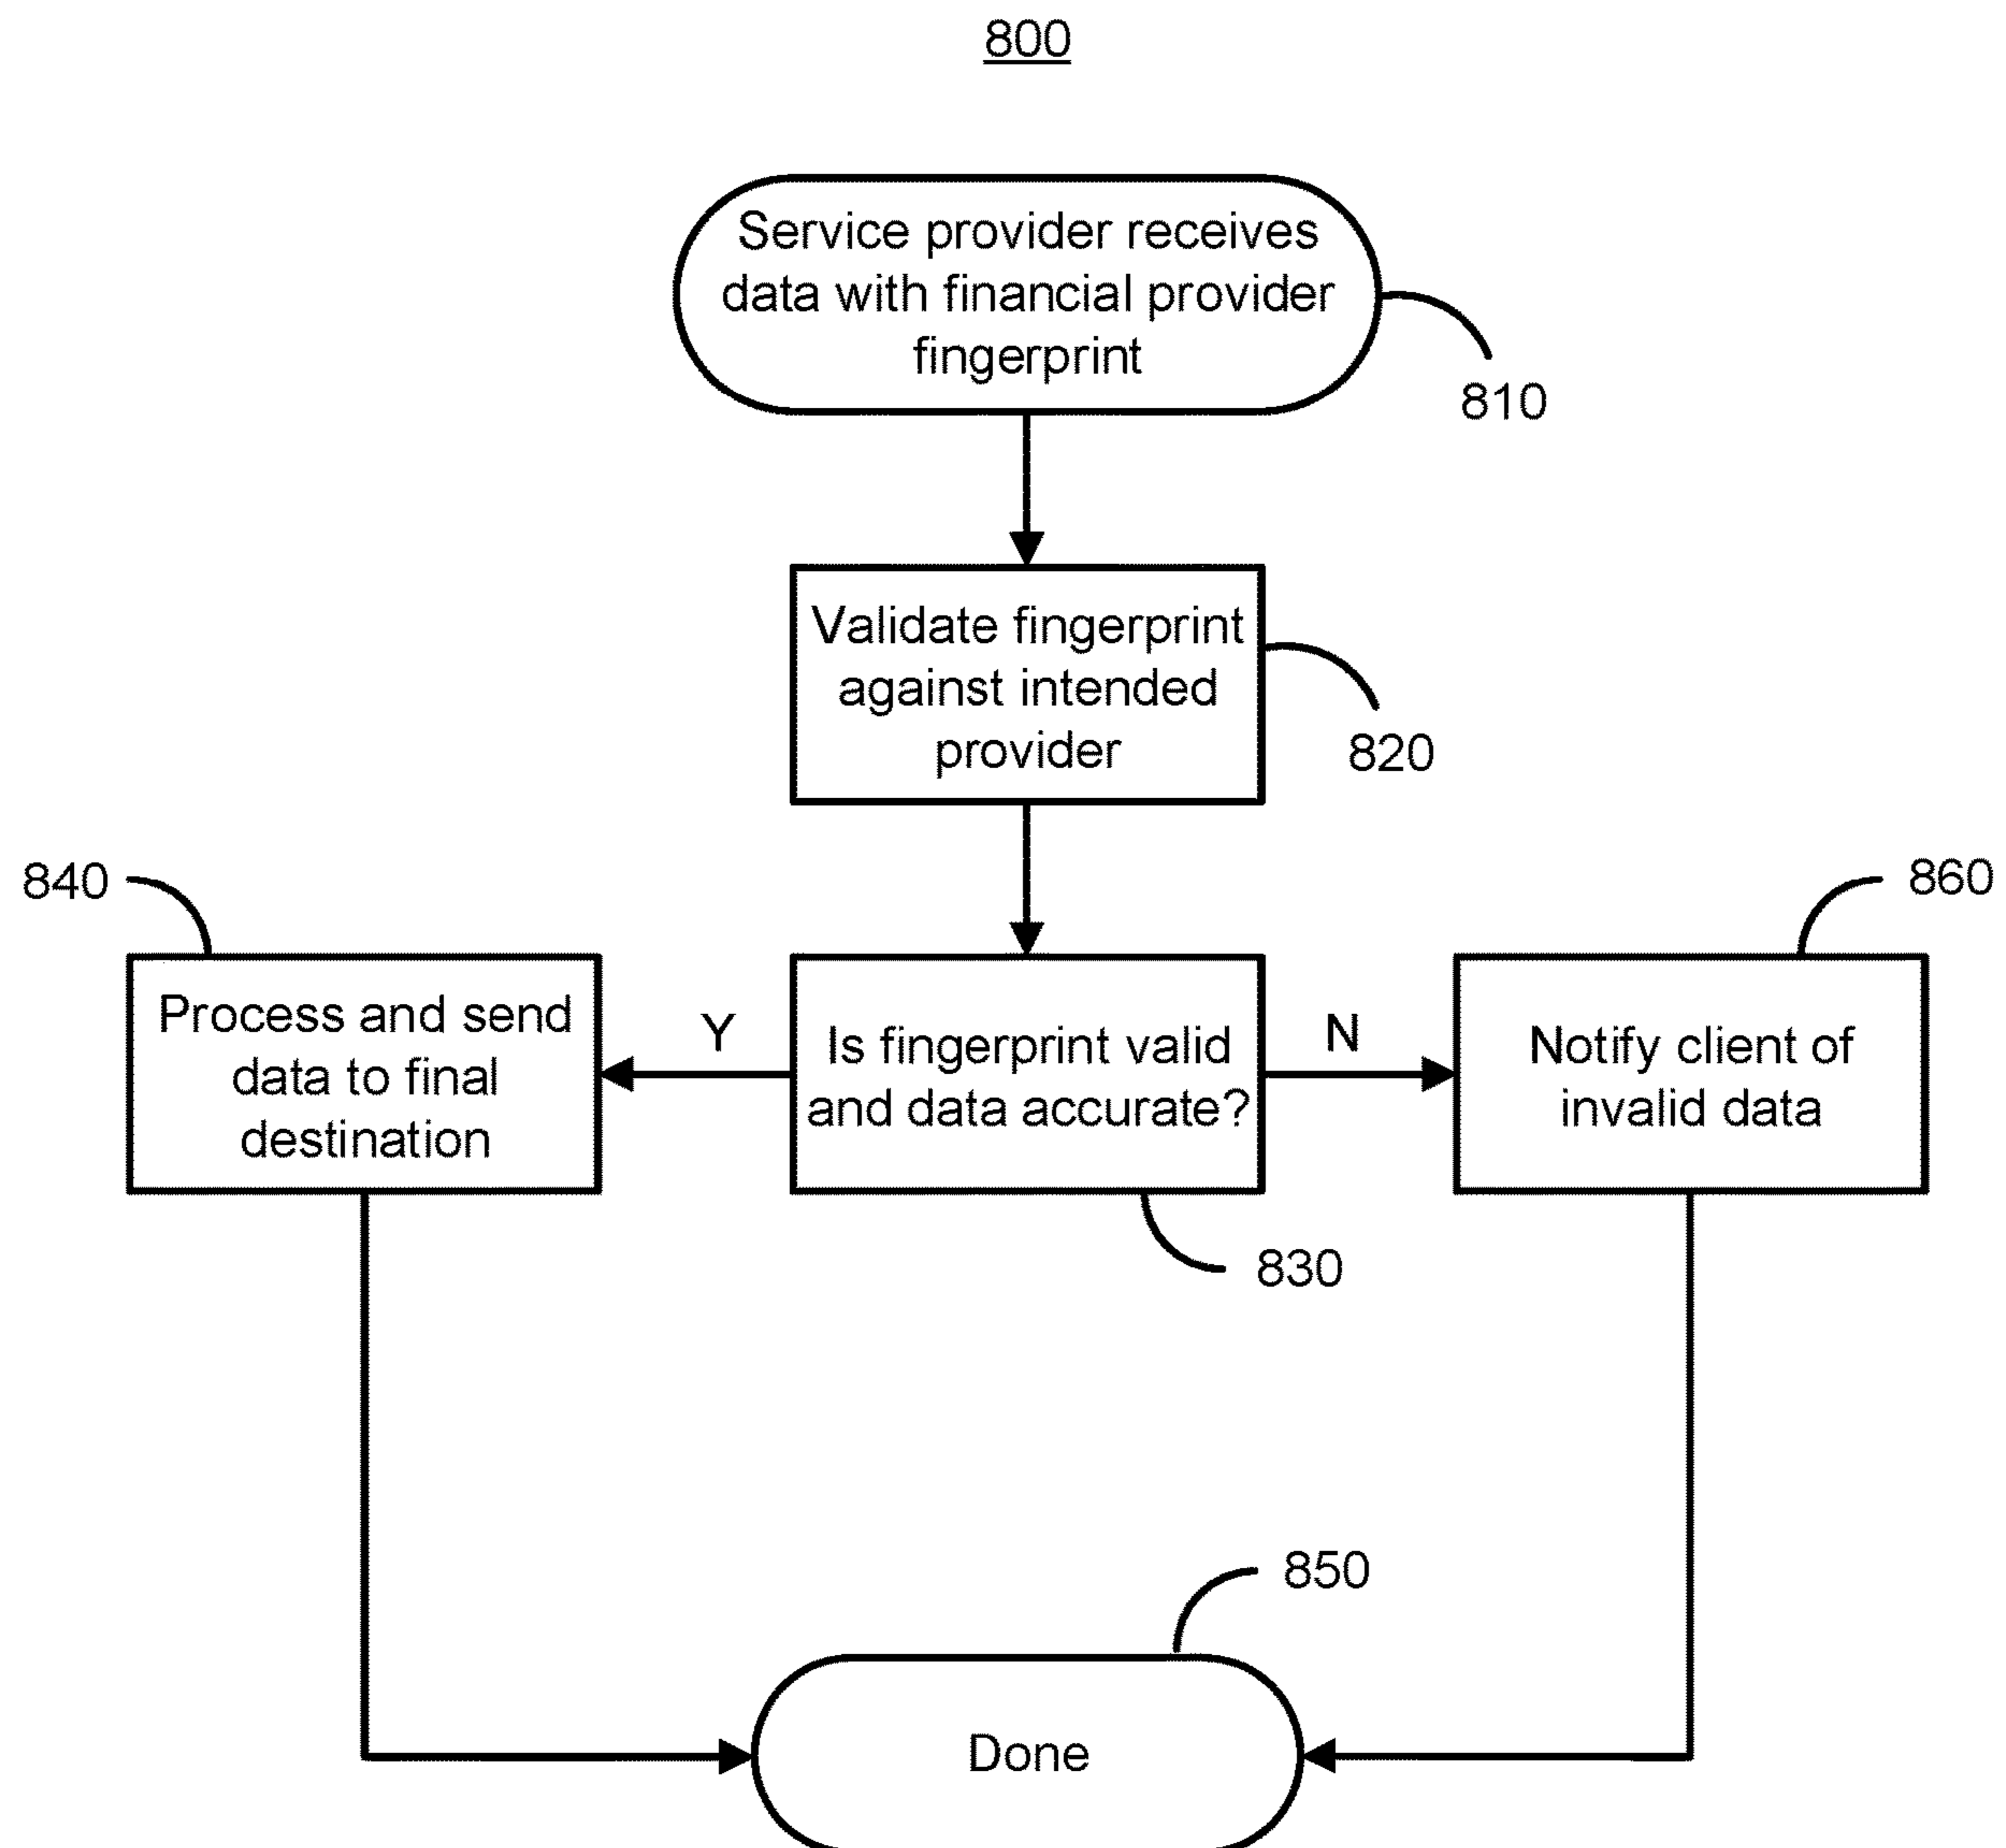 800
Service provider receives
data with financial provider
fingerprint
810
Validate fingerprint
against intended
provider
820
840
Process and send
data to final
destination
Y
Is fingerprint valid
and data accurate?
830
N
860
Notify client of
invalid data
850
Done